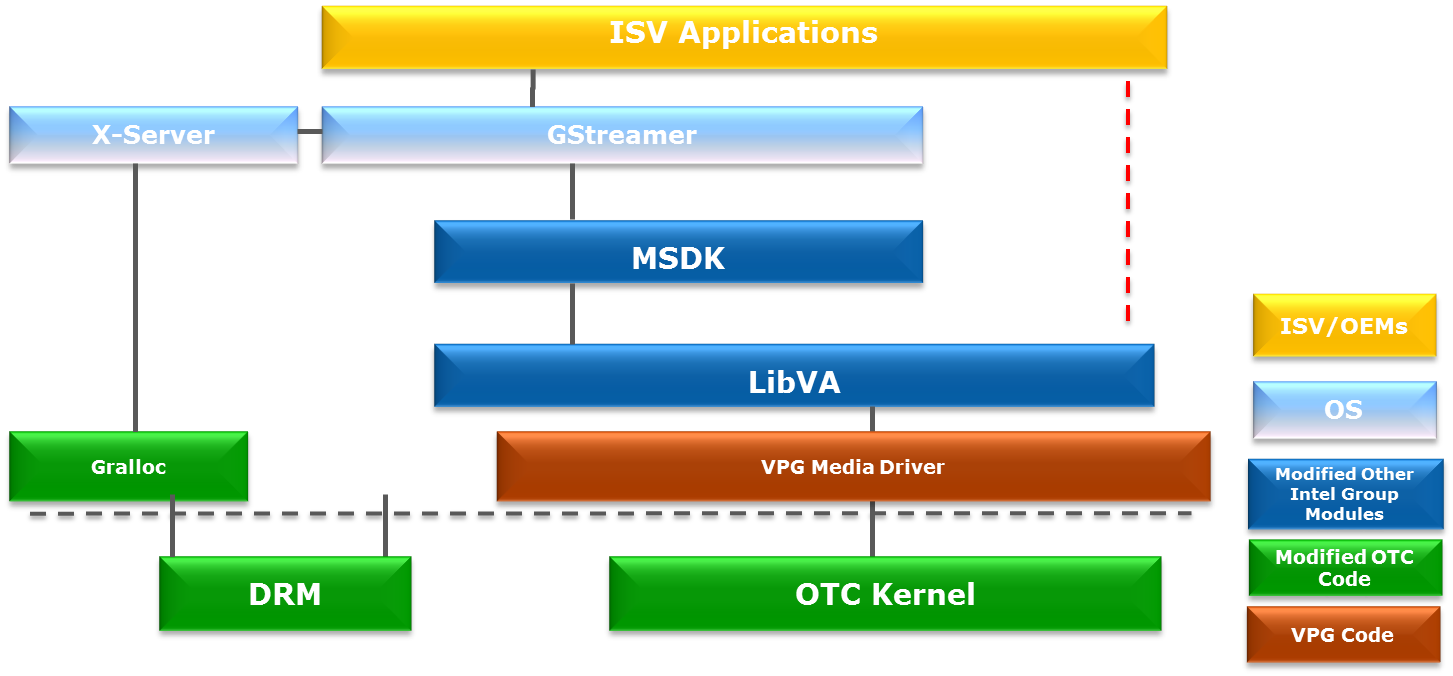 ISV Applications
X-Server
GStreamer
MSDK
LibVA
Gralloc
VPG Media Driver
DRM
OTC Kernel
ISV/OEMs
OS
Modified Other
Intel Group
Modules
Modified OTC
Code
VPG Code